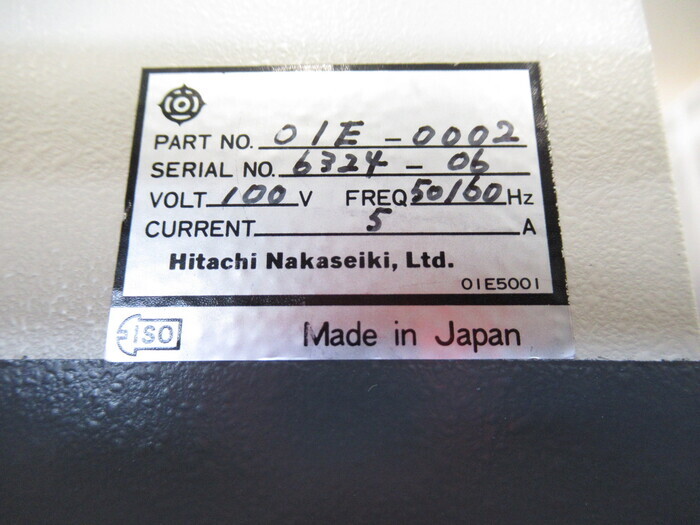 PART NO. 01E-0002
SERIAL NO. 6324-06
VOLT 100 V FREQ 50/60 Hz
CURRENT 5 A
Hitachi Nakaseiki, Ltd.
01E5001
ISO Made in Japan